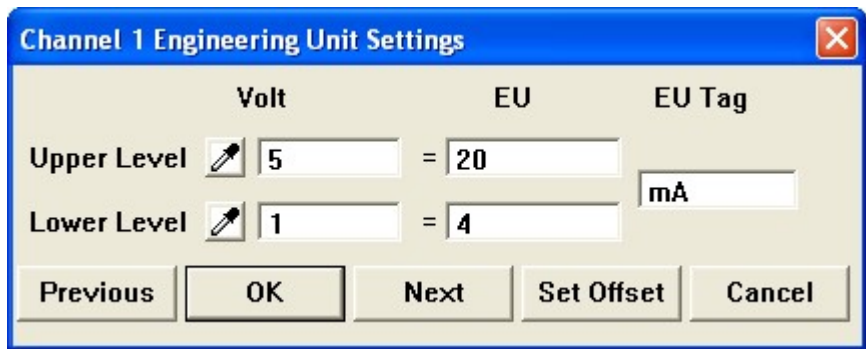 Channel 1 Engineering Unit Settings
Volt EU EU Tag
Upper Level 5 = 20
mA
Lower Level 1 = 4
Previous OK Next Set Offset Cancel